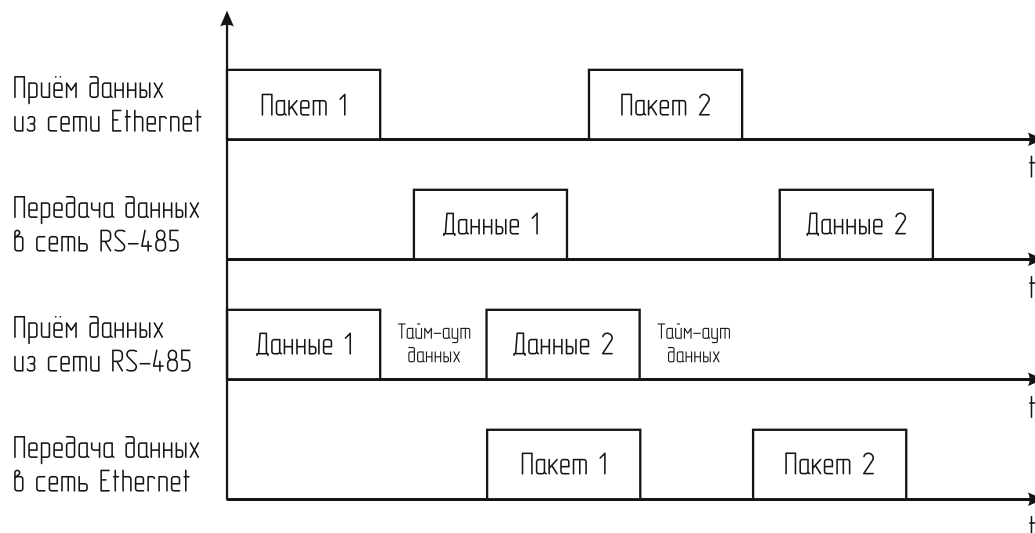 Приём данных
из сети Ethernet
Пакет 1
Пакет 2
t
Передача данных
в сеть RS-485
Данные 1
Данные 2
t
Приём данных
из сети RS-485
Данные 1
Тайм-аут
данных
Данные 2
Тайм-аут
данных
t
Передача данных
в сеть Ethernet
Пакет 1
Пакет 2
t